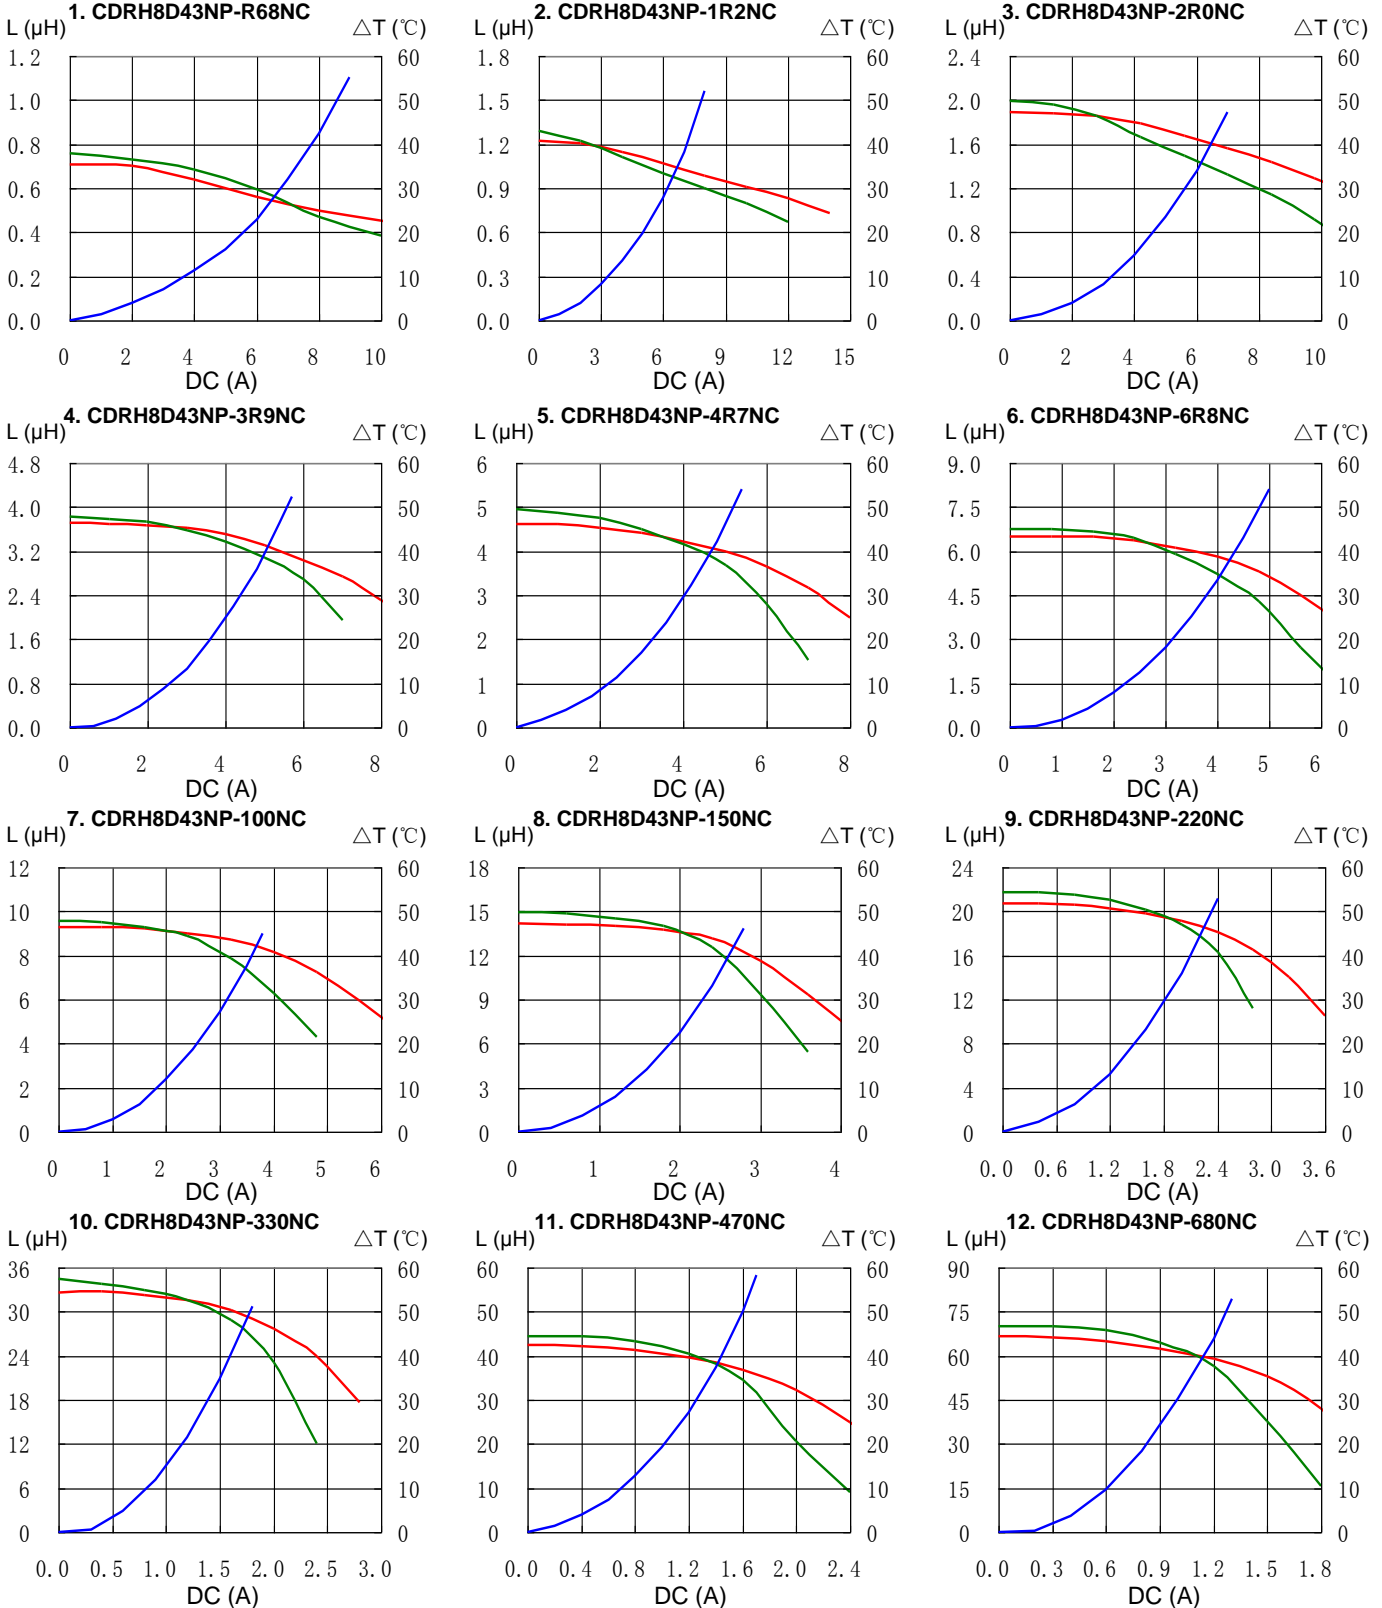 1. CDRH8D43NP-R68NC
L (μH)
△T (℃)
1.2
1.0
0.8
0.6
0.4
0.2
0.0
60
50
40
30
20
10
0
0 2 4 6 8 10
DC (A)
2. CDRH8D43NP-1R2NC
L (μH)
△T (℃)
1.8
1.5
1.2
0.9
0.6
0.3
0.0
60
50
40
30
20
10
0
0 3 6 9 12 15
DC (A)
3. CDRH8D43NP-2R0NC
L (μH)
△T (℃)
2.4
2.0
1.6
1.2
0.8
0.4
0.0
60
50
40
30
20
10
0
0 2 4 6 8 10
DC (A)
4. CDRH8D43NP-3R9NC
L (μH)
△T (℃)
4.8
4.0
3.2
2.4
1.6
0.8
0.0
60
50
40
30
20
10
0
0 2 4 6 8
DC (A)
5. CDRH8D43NP-4R7NC
L (μH)
△T (℃)
6
5
4
3
2
1
0
60
50
40
30
20
10
0
0 2 4 6 8
DC (A)
6. CDRH8D43NP-6R8NC
L (μH)
△T (℃)
9.0
7.5
6.0
4.5
3.0
1.5
0.0
60
50
40
30
20
10
0
0 1 2 3 4 5 6
DC (A)
7. CDRH8D43NP-100NC
L (μH)
△T (℃)
12
10
8
6
4
2
0
60
50
40
30
20
10
0
0 1 2 3 4 5 6
DC (A)
8. CDRH8D43NP-150NC
L (μH)
△T (℃)
18
15
12
9
6
3
0
60
50
40
30
20
10
0
0 1 2 3 4
DC (A)
9. CDRH8D43NP-220NC
L (μH)
△T (℃)
24
20
16
12
8
4
0
60
50
40
30
20
10
0
0.0 0.6 1.2 1.8 2.4 3.0 3.6
DC (A)
10. CDRH8D43NP-330NC
L (μH)
△T (℃)
36
30
24
18
12
6
0
60
50
40
30
20
10
0
0.0 0.5 1.0 1.5 2.0 2.5 3.0
DC (A)
11. CDRH8D43NP-470NC
L (μH)
△T (℃)
60
50
40
30
20
10
0
60
50
40
30
20
10
0
0.0 0.4 0.8 1.2 1.6 2.0 2.4
DC (A)
12. CDRH8D43NP-680NC
L (μH)
△T (℃)
90
75
60
45
30
15
0
60
50
40
30
20
10
0
0.0 0.3 0.6 0.9 1.2 1.5 1.8
DC (A)